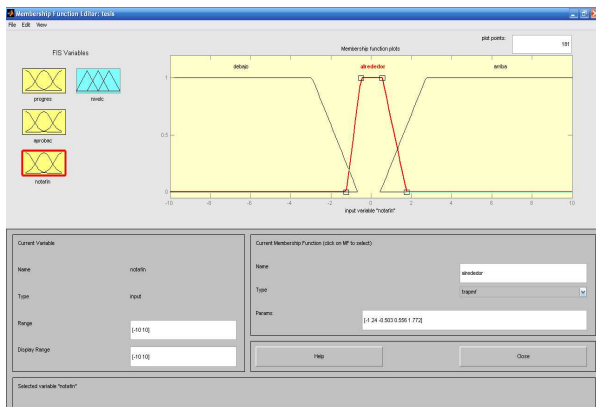 Membership Function Editor: tesis
File Edit View
FIS Variables
progres
nivelc
aprobac
notafin
plot points:
181
Membership function plots
debajo
alrededor
arriba
1
0.5
0
-10 -8 -6 -4 -2 0 2 4 6 8 10
input variable "notafin"
Current Variable
Name notafin
Type input
Range [-10 10]
Display Range [-10 10]
Current Membership Function (click on MF to select)
Name alrededor
Type trapmf
Params [-1.24 -0.503 0.556 1.772]
Help
Close
Selected variable "notafin"